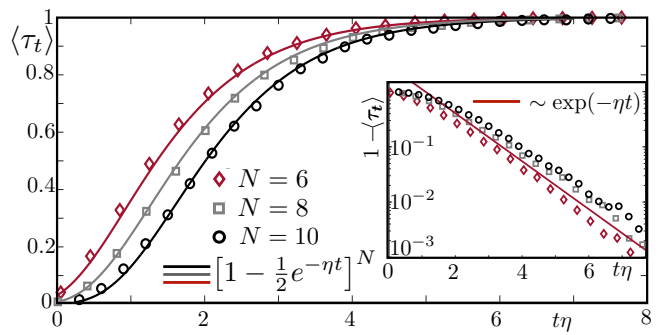 ⟨τ_t⟩
1
0.8
0.6
0.4
0.2
0
0 2 4 6 8
tη
N = 6
N = 8
N = 10
[1 − 1/2 e^{−ηt}]^N
1−⟨τ_t⟩
10^{-1}
10^{-2}
10^{-3}
0 2 4 6
tη
∼ exp(−ηt)